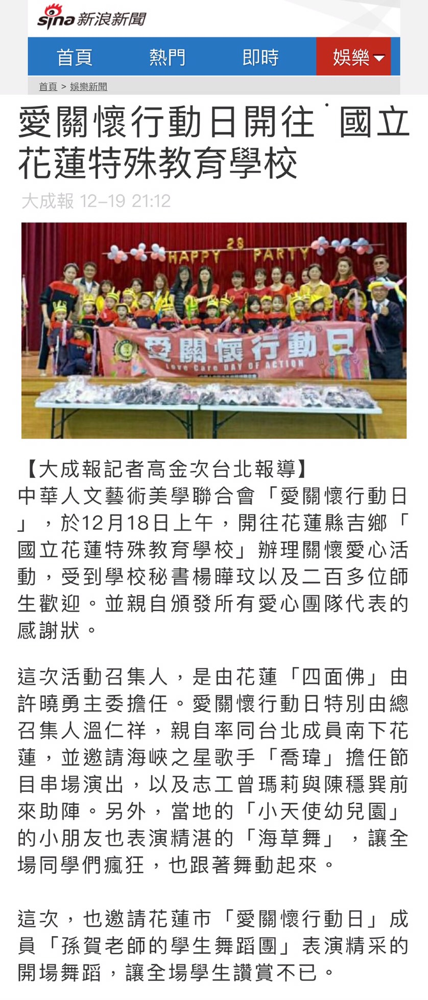 sina 新浪新聞
首頁 熱門 即時 娛樂
首頁 > 娛樂新聞
愛關懷行動日開往˙國立
花蓮特殊教育學校
大成報 12-19 21:12
28
HAPPY PARTY
愛關懷行動日®
Love Care DAY OF ACTION
【大成報記者高金次台北報導】
中華人文藝術美學聯合會「愛關懷行動日
」，於12月18日上午，開往花蓮縣吉鄉「
國立花蓮特殊教育學校」辦理關懷愛心活
動，受到學校秘書楊曄玟以及二百多位師
生歡迎。並親自頒發所有愛心團隊代表的
感謝狀。
這次活動召集人，是由花蓮「四面佛」由
許曉勇主委擔任。愛關懷行動日特別由總
召集人溫仁祥，親自率同台北成員南下花
蓮，並邀請海峽之星歌手「喬瑋」擔任節
目串場演出，以及志工曾瑪莉與陳穩巽前
來助陣。另外，當地的「小天使幼兒園」
的小朋友也表演精湛的「海草舞」，讓全
場同學們瘋狂，也跟著舞動起來。
這次，也邀請花蓮市「愛關懷行動日」成
員「孫賀老師的學生舞蹈團」表演精采的
開場舞蹈，讓全場學生讚賞不已。